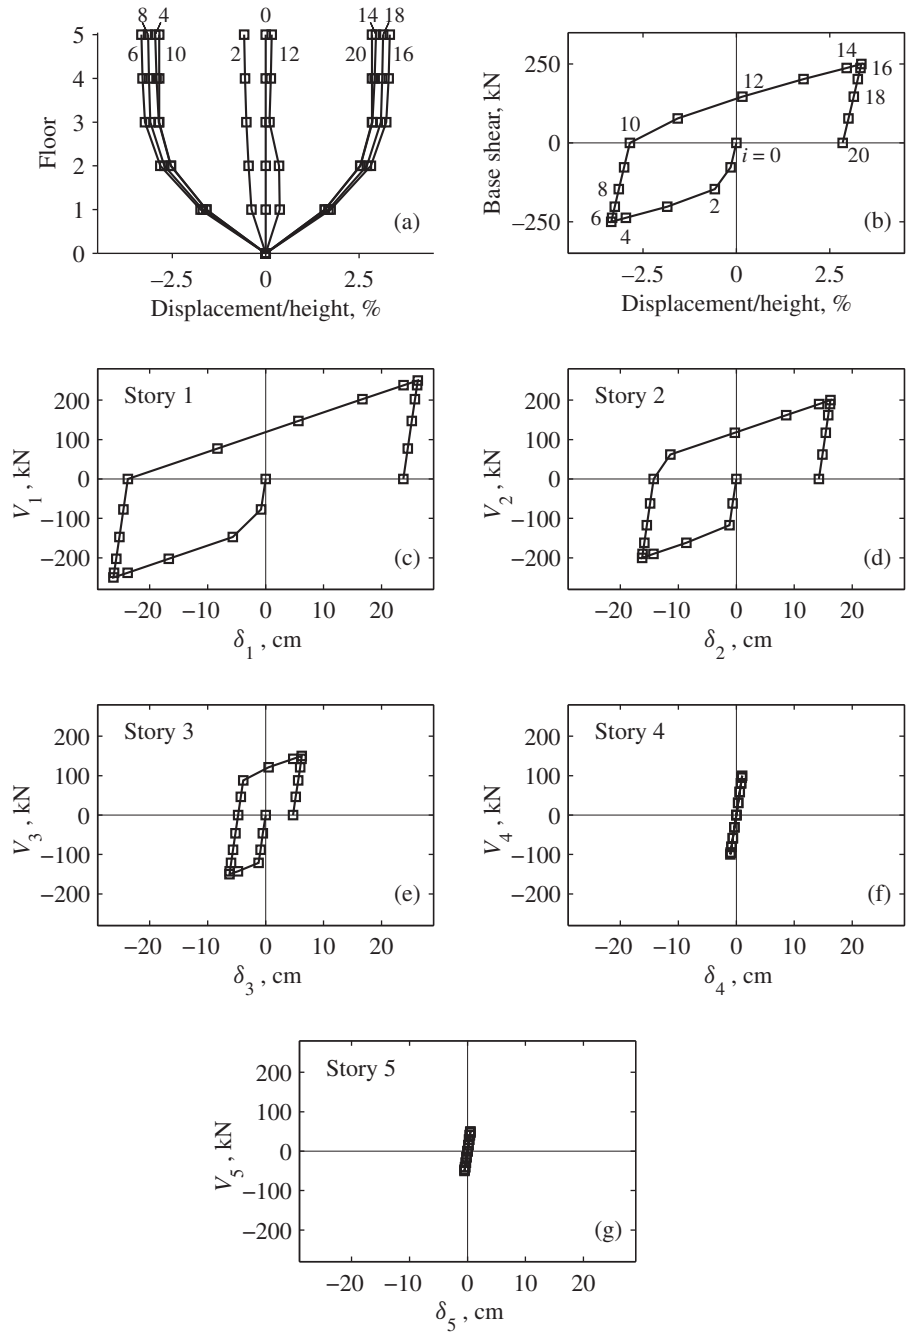 8 4 0 14 18
6 10 2 12 20 16
5
4
3
2
1
0
Floor
(a)
−2.5 0 2.5
Displacement/height, %
250
0
−250
Base shear, kN
14
16
12
18
10
i = 0
20
8
2
6
4
(b)
−2.5 0 2.5
Displacement/height, %
Story 1
200
100
0
−100
−200
V1, kN
(c)
−20 −10 0 10 20
δ1, cm
Story 2
200
100
0
−100
−200
V2, kN
(d)
−20 −10 0 10 20
δ2, cm
Story 3
200
100
0
−100
−200
V3, kN
(e)
−20 −10 0 10 20
δ3, cm
Story 4
200
100
0
−100
−200
V4, kN
(f)
−20 −10 0 10 20
δ4, cm
Story 5
200
100
0
−100
−200
V5, kN
(g)
−20 −10 0 10 20
δ5, cm